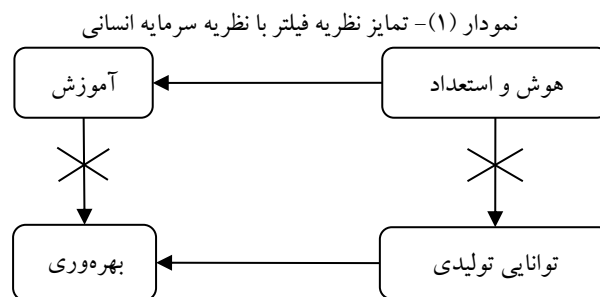 نمودار (۱)- تمایز نظریه فیلتر با نظریه سرمایه انسانی
هوش و استعداد
آموزش
توانایی تولیدی
بهره‌وری